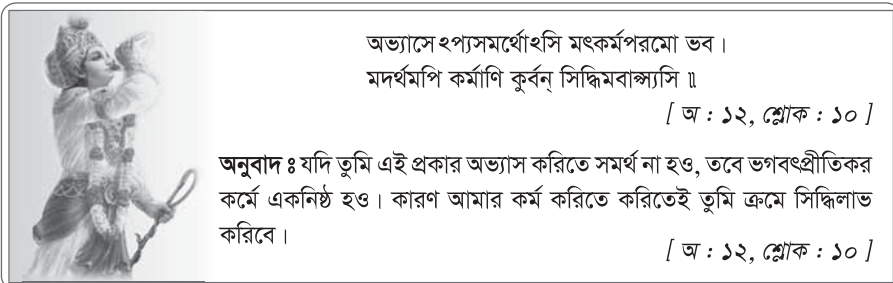 অভ্যাসেঽপ্যসমর্থোঽসি মৎকর্মপরমো ভব।
মদর্থমপি কর্মাণি কুর্বন্ সিদ্ধিমবাপ্স্যসি ॥
[ অ : ১২, শ্লোক : ১০ ]
অনুবাদ ঃ যদি তুমি এই প্রকার অভ্যাস করিতে সমর্থ না হও, তবে ভগবৎপ্রীতিকর
কর্মে একনিষ্ঠ হও। কারণ আমার কর্ম করিতে করিতেই তুমি ক্রমে সিদ্ধিলাভ
করিবে।
[ অ : ১২, শ্লোক : ১০ ]